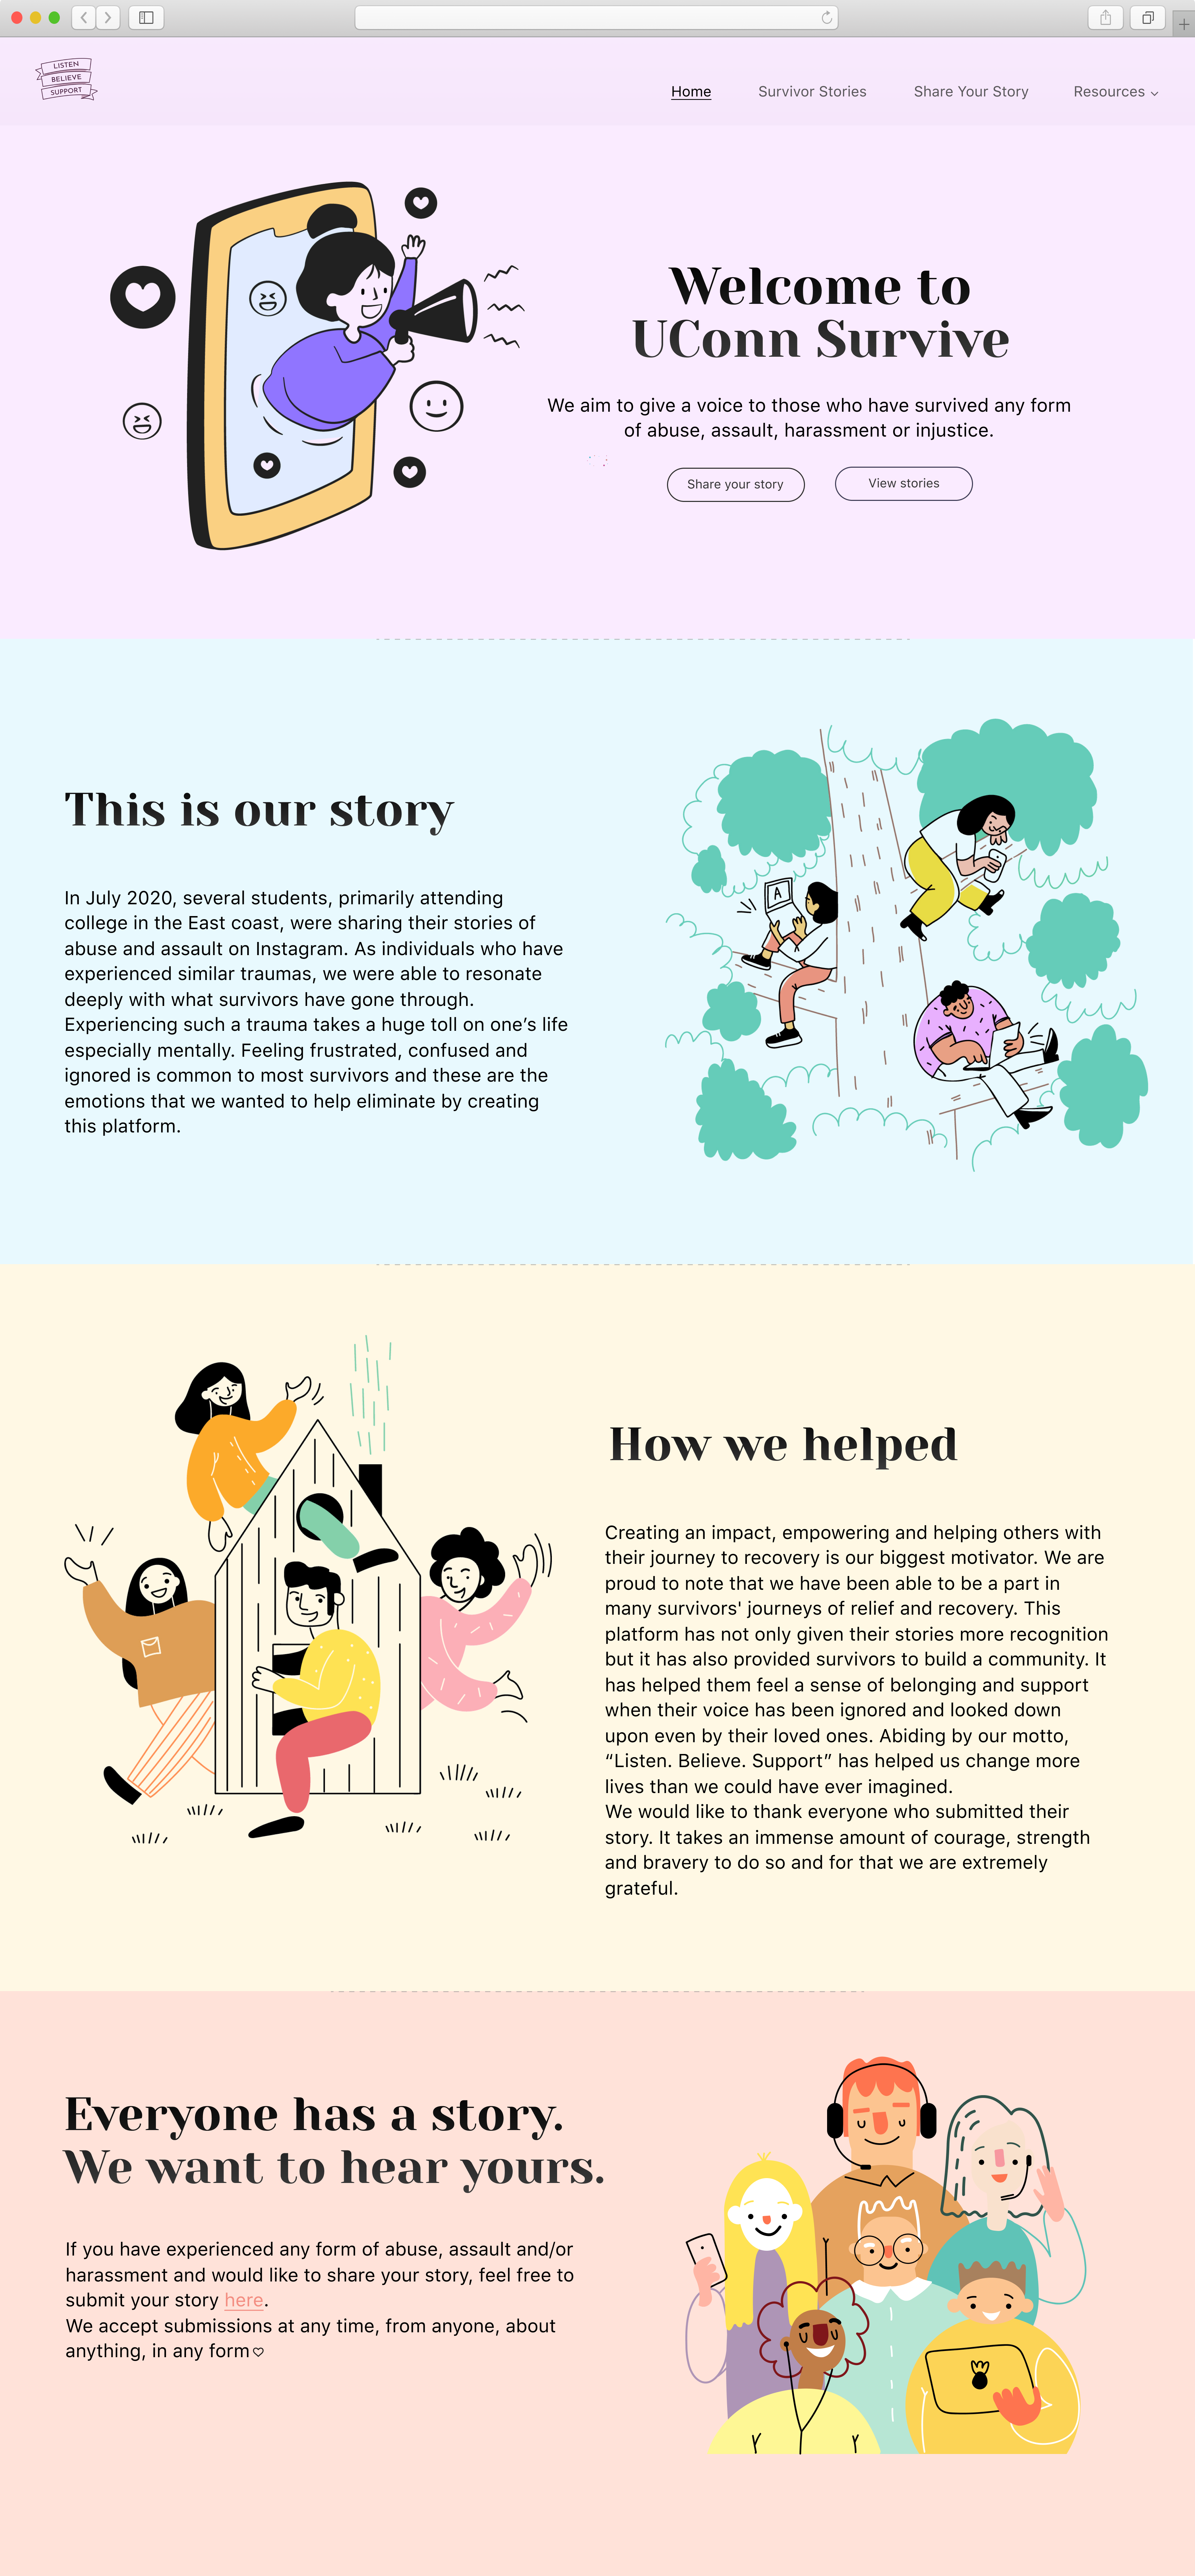 LISTEN
BELIEVE
SUPPORT
Home
Survivor Stories
Share Your Story
Resources
Welcome to
UConn Survive
We aim to give a voice to those who have survived any form
of abuse, assault, harassment or injustice.
Share your story
View stories
This is our story
In July 2020, several students, primarily attending
college in the East coast, were sharing their stories of
abuse and assault on Instagram. As individuals who have
experienced similar traumas, we were able to resonate
deeply with what survivors have gone through.
Experiencing such a trauma takes a huge toll on one’s life
especially mentally. Feeling frustrated, confused and
ignored is common to most survivors and these are the
emotions that we wanted to help eliminate by creating
this platform.
A
How we helped
Creating an impact, empowering and helping others with
their journey to recovery is our biggest motivator. We are
proud to note that we have been able to be a part in
many survivors' journeys of relief and recovery. This
platform has not only given their stories more recognition
but it has also provided survivors to build a community. It
has helped them feel a sense of belonging and support
when their voice has been ignored and looked down
upon even by their loved ones. Abiding by our motto,
“Listen. Believe. Support” has helped us change more
lives than we could have ever imagined.
We would like to thank everyone who submitted their
story. It takes an immense amount of courage, strength
and bravery to do so and for that we are extremely
grateful.
Everyone has a story.
We want to hear yours.
If you have experienced any form of abuse, assault and/or
harassment and would like to share your story, feel free to
submit your story here.
We accept submissions at any time, from anyone, about
anything, in any form♡